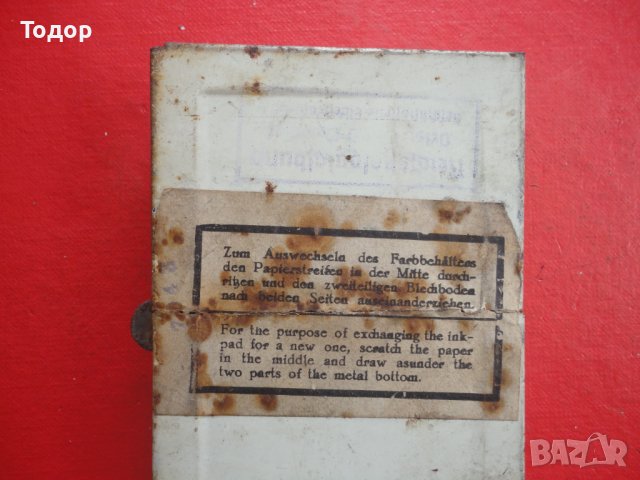 Todop
Zum Auswechseln des Farbbehälters
den Papierstreifen in der Mitte durch-
ritzen und den zweiteiligen Blechboden
nach beiden Seiten auseinanderziehen.
For the purpose of exchanging the ink-
pad for a new one, scratch the paper
in the middle and draw asunder the
two parts of the metal bottom.
BAZAR